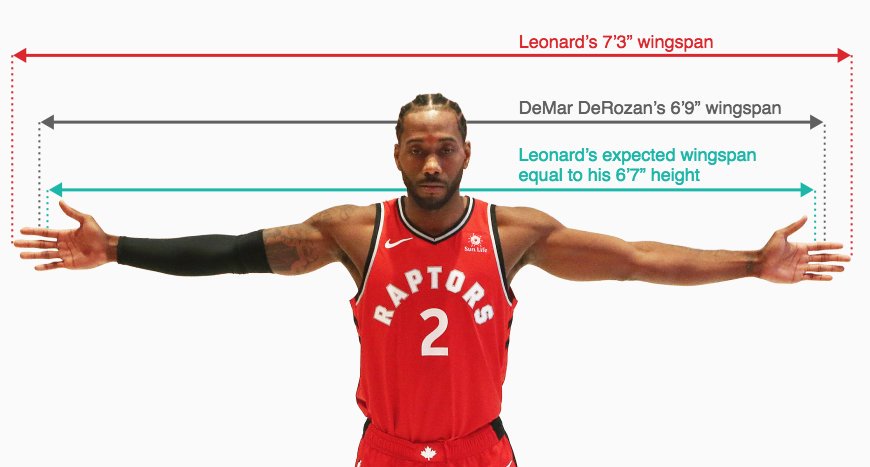 Leonard’s 7’3” wingspan
DeMar DeRozan’s 6’9” wingspan
Leonard’s expected wingspan
equal to his 6’7” height
Sun Life
RAPTORS
2